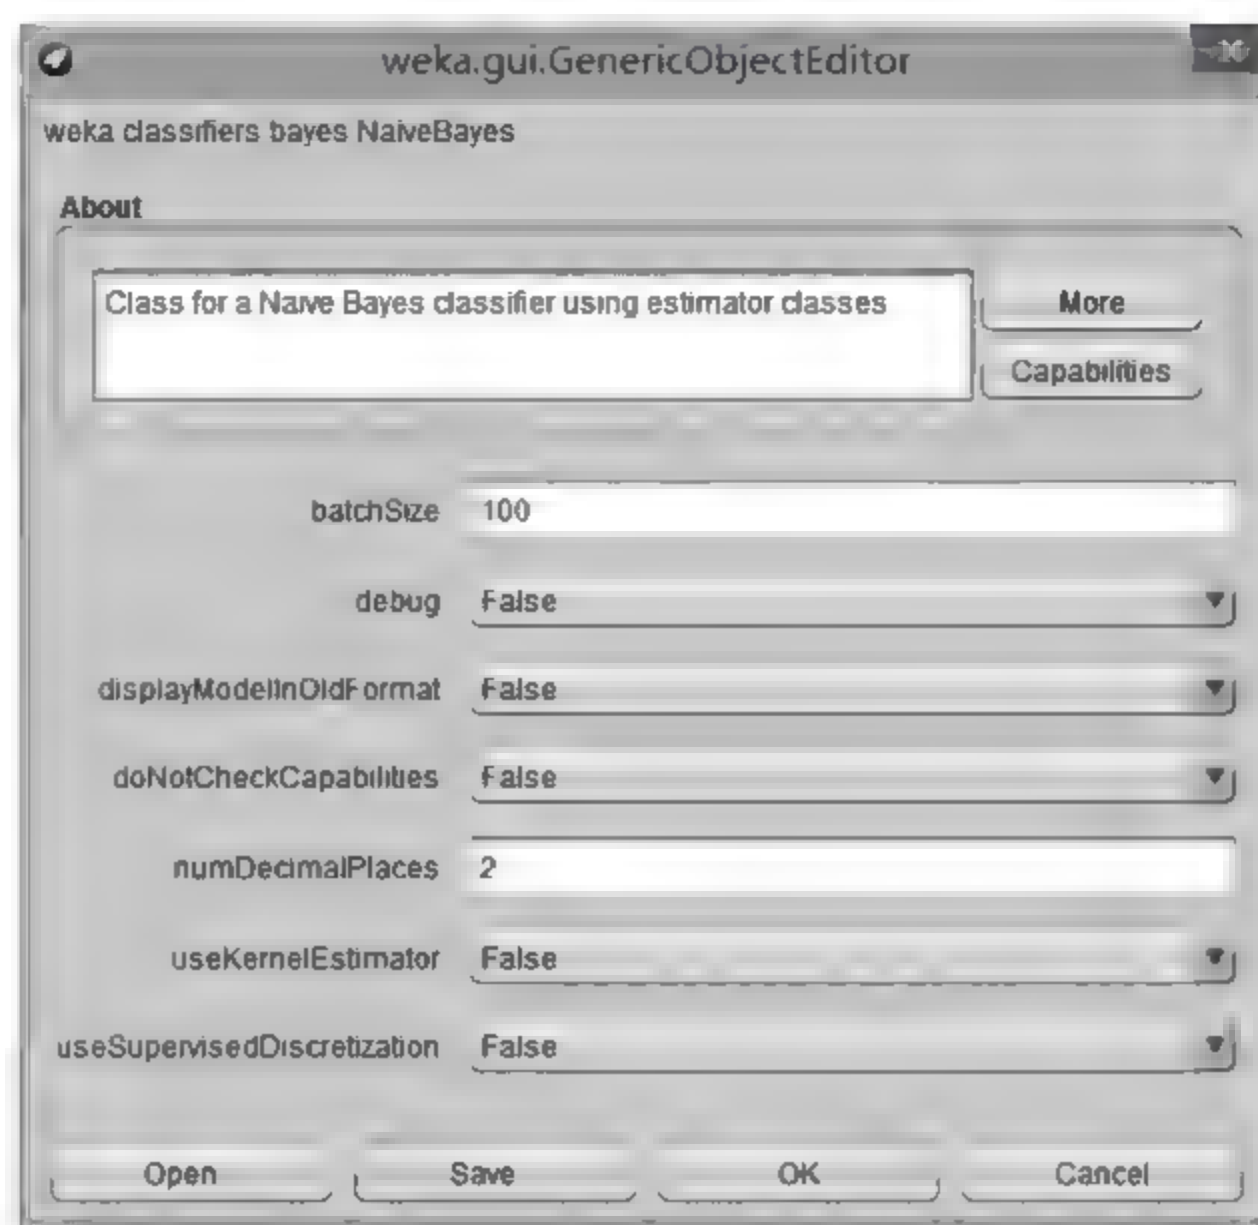 weka.gui.GenericObjectEditor
weka classifiers bayes NaiveBayes
About
Class for a Naive Bayes classifier using estimator classes
More
Capabilities
batchSize 100
debug False
displayModelInOldFormat False
doNotCheckCapabilities False
numDecimalPlaces 2
useKernelEstimator False
useSupervisedDiscretization False
Open Save OK Cancel